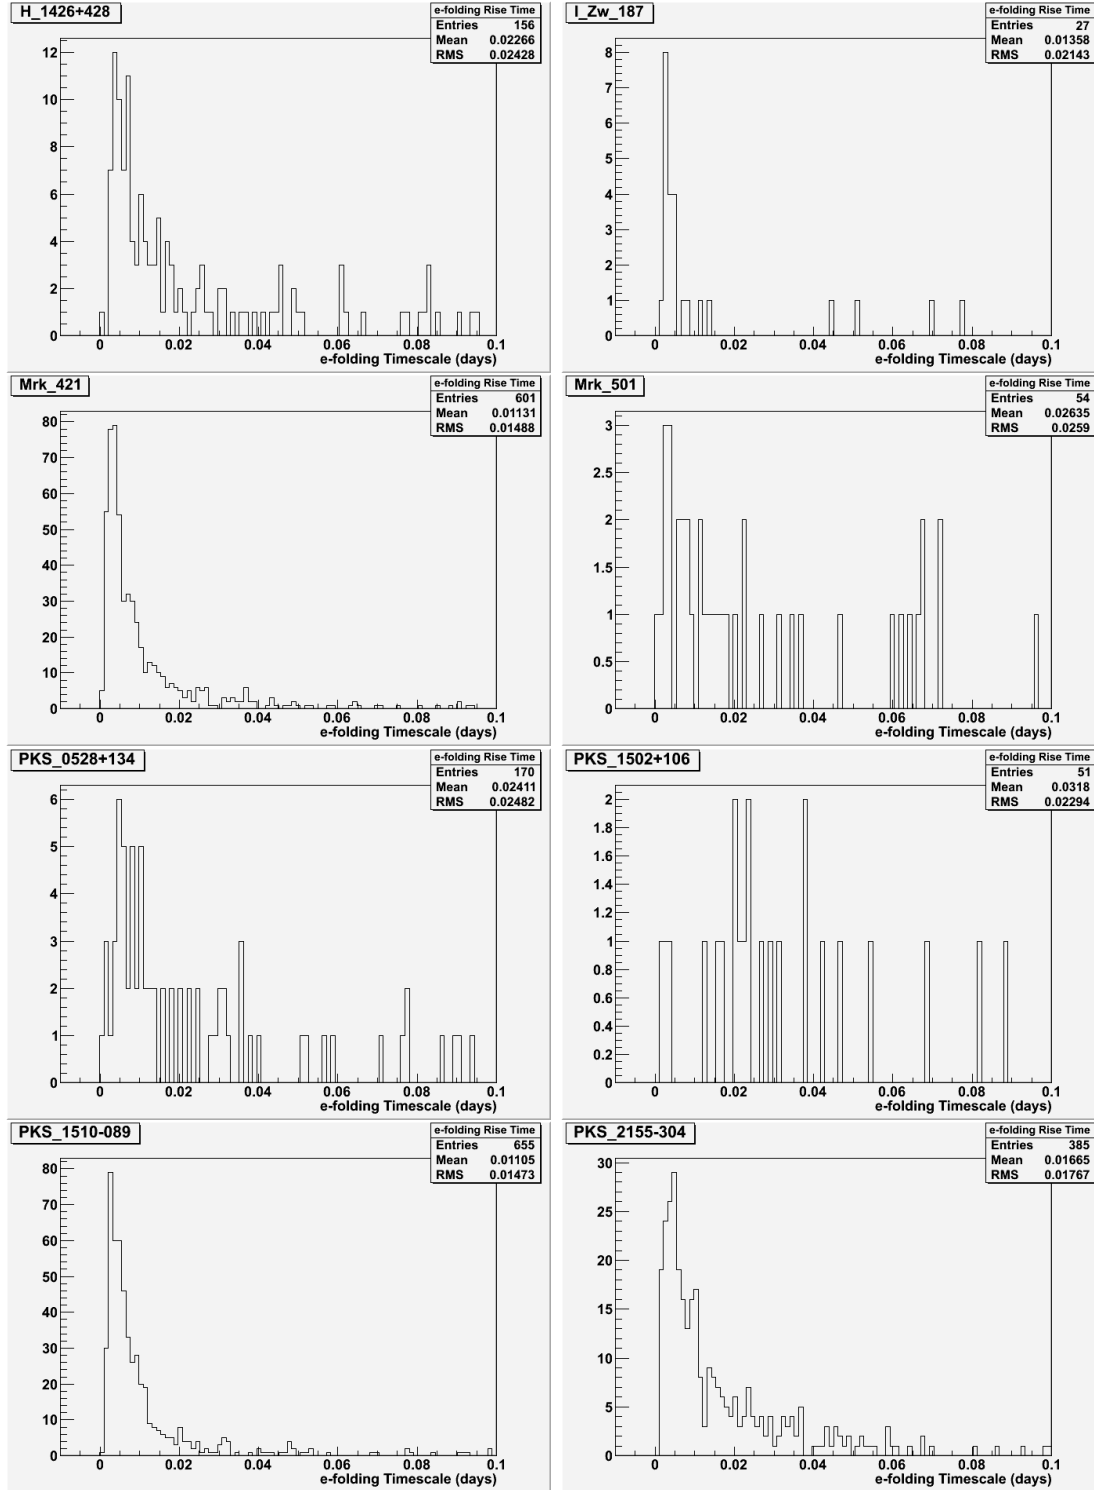 H_1426+428
e-folding Rise Time
Entries 156
Mean 0.02266
RMS 0.02428
12
10
8
6
4
2
0
0 0.02 0.04 0.06 0.08 0.1
e-folding Timescale (days)
I_Zw_187
e-folding Rise Time
Entries 27
Mean 0.01358
RMS 0.02143
8
7
6
5
4
3
2
1
0
0 0.02 0.04 0.06 0.08 0.1
e-folding Timescale (days)
Mrk_421
e-folding Rise Time
Entries 601
Mean 0.01131
RMS 0.01488
80
70
60
50
40
30
20
10
0
0 0.02 0.04 0.06 0.08 0.1
e-folding Timescale (days)
Mrk_501
e-folding Rise Time
Entries 54
Mean 0.02635
RMS 0.0259
3
2.5
2
1.5
1
0.5
0
0 0.02 0.04 0.06 0.08 0.1
e-folding Timescale (days)
PKS_0528+134
e-folding Rise Time
Entries 170
Mean 0.02411
RMS 0.02482
6
5
4
3
2
1
0
0 0.02 0.04 0.06 0.08 0.1
e-folding Timescale (days)
PKS_1502+106
e-folding Rise Time
Entries 51
Mean 0.0318
RMS 0.02294
2
1.8
1.6
1.4
1.2
1
0.8
0.6
0.4
0.2
0
0 0.02 0.04 0.06 0.08 0.1
e-folding Timescale (days)
PKS_1510-089
e-folding Rise Time
Entries 655
Mean 0.01105
RMS 0.01473
80
70
60
50
40
30
20
10
0
0 0.02 0.04 0.06 0.08 0.1
e-folding Timescale (days)
PKS_2155-304
e-folding Rise Time
Entries 385
Mean 0.01665
RMS 0.01767
30
25
20
15
10
5
0
0 0.02 0.04 0.06 0.08 0.1
e-folding Timescale (days)